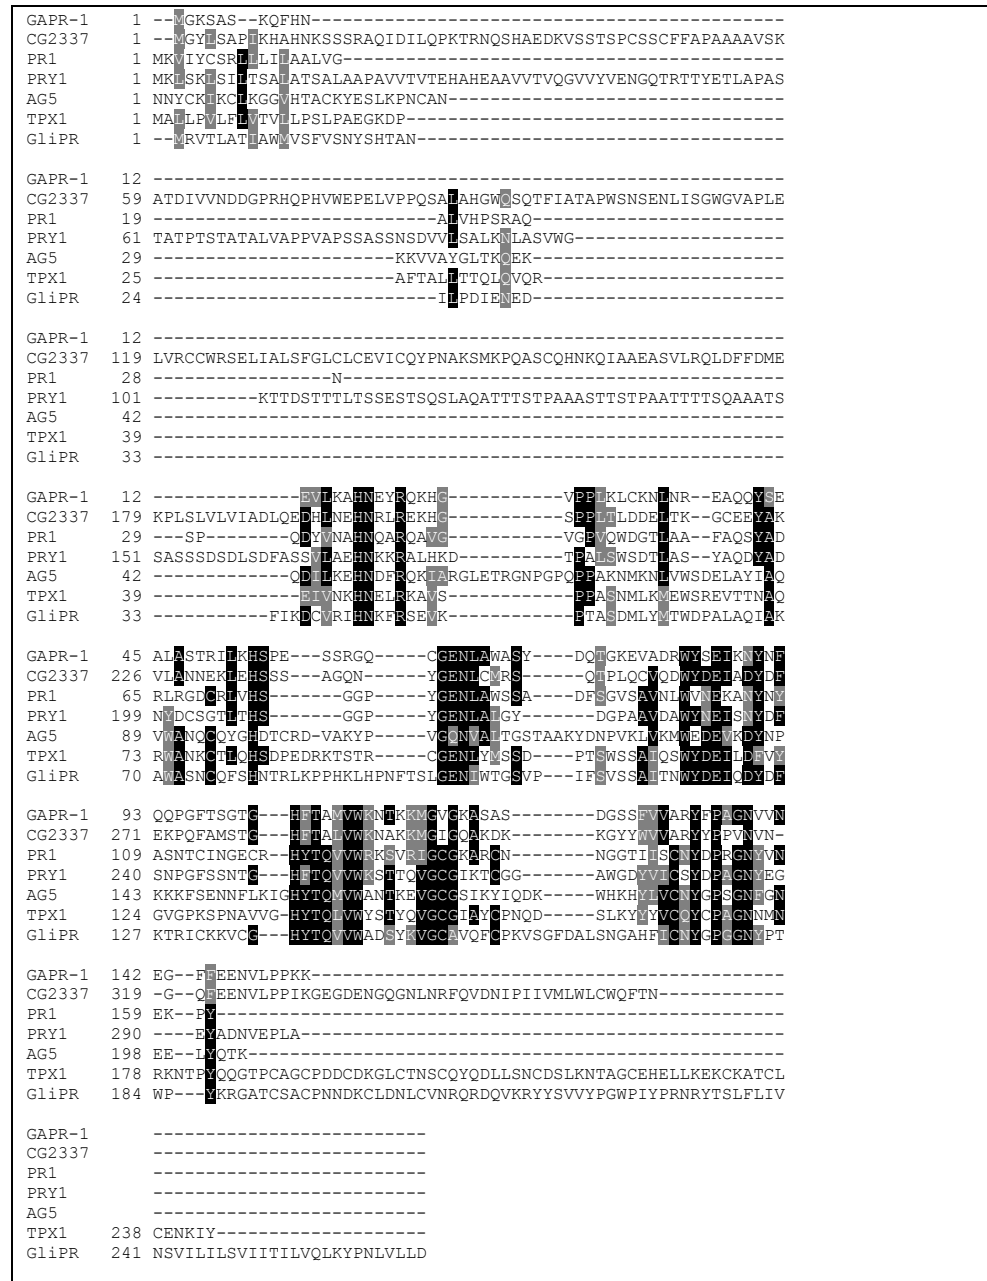 GAPR-1 1 --MGKSAS--KQFHN---------------------------------------------
CG2337 1 --MGYLSAPIKHAHNKSSSRAQIDILQPKTRNQSHAEDKVSSTSPCSSCFFAPAAAAVSK
PR1 1 MKVIYCSRLLLILAALVG------------------------------------------
PRY1 1 MKLSKLSILTSALATSALAAPAVVTVTEHAHEAAVVTVQGVVYVENGQTRTTYETLAPAS
AG5 1 NNYCKIKCLKGGVHTACKYESLKPNCAN--------------------------------
TPX1 1 MALLPVLFLVTVLLPSLPAEGKDP------------------------------------
GliPR 1 --MRVTLATIAWMVSFVSNYSHTAN-----------------------------------
GAPR-1 12 ------------------------------------------------------------
CG2337 59 ATDIVVNDDGPRHQPHVWEPELVPPQSALAHGWQSQTFIATAPWSNSENLISGWGVAPLE
PR1 19 ---------------------------ALVHPSRAQ------------------------
PRY1 61 TATPTSTATALVAPPVAPSSASSNSDVVLSALKNLASVWG--------------------
AG5 29 -----------------------KKVVAYGLTKQEK------------------------
TPX1 25 -----------------------AFTALLTTQLQVQR-----------------------
GliPR 24 ---------------------------ILPDIENED------------------------
GAPR-1 12 ------------------------------------------------------------
CG2337 119 LVRCCWRSELIALSFGLCLCEVICQYPNAKSMKPQASCQHNKQIAAEASVLRQLDFFDME
PR1 28 -----------------N------------------------------------------
PRY1 101 ----------KTTDSTTTLTSSESTSQSLAQATTTSTPAAASTTSTPAATTTTSQAAATS
AG5 42 ------------------------------------------------------------
TPX1 39 ------------------------------------------------------------
GliPR 33 ------------------------------------------------------------
GAPR-1 12 --------------EVLKAHNEYRQKHG------------VPPLKLCKNLNR--EAQQYSE
CG2337 179 KPLSLVLVIADLQEDHLNEHNRLREKHG------------SPPLTLDDELTK--GCEEYAK
PR1 29 ---SP--------QDYVNAHNQARQAVG------------VGPVQWDGTLAA--FAQSYAD
PRY1 151 SASSSDSDLSDFASSVLAEHNKKRALHKD-----------TPALSWSDTLAS--YAQDYAD
AG5 42 -------------QDILKEHNDFRQKIARGLETRGNPGPQPPAKNMKNLVWSDELAYIAQ
TPX1 39 --------------EIVNKHNELRKAVS------------PPASNMLKMEWSREVTTNAQ
GliPR 33 -----------FIKDCVRIHNKFRSEVK------------PTASDMLYMTWDPALAQIAK
GAPR-1 45 ALASTRILKHSPE---SSRGQ-----CGENLAWASY----DQTGKEVADRWYSEIKNYNF
CG2337 226 VLANNEKLEHSSS---AGQN------YGENLCMRS------QTPLQCVQDWYDEIADYDF
PR1 65 RLRGDCRLVHS-------GGP-----YGENLAWSSA----DFSGVSAVNLWVNEKANYNY
PRY1 199 NYDCSGTLTHS-------GGP-----YGENLALGY------DGPAAVDAWYNEISNYDF
AG5 89 VWANQCQYGHDTCRD-VAKYP-----VGQNVALTGSTAAKYDNPVKLVKMWEDEVKDYNP
TPX1 73 RWANKCTLQHSDPEDRKTSTR-----CGENLYMSSD----PTSWSSAIQSWYDEILDFVY
GliPR 70 AWASNCQFSHNTRLKPPHKLHPNFTSLGENIWTGSVP---IFSVSSAITNWYDEIQDYDF
GAPR-1 93 QQPGFTSGTG---HFTAMVWKNTKKMGVGKASAS------DGSSFVVARYFPAGNVVN
CG2337 271 EKPQFAMSTG---HFTALVWKNAKKMGIGQAKDK------KGYYWVVARYYPPVNVN-
PR1 109 ASNTCINGECR--HYTQVVWRKSVRIGCGKARCN------NGGTIISCNYDPRGNYVN
PRY1 240 SNPGFSSNTG---HFTQVVWKSTTQVGCGIKTCGG-----AWGDYVICSYDPAGNYEG
AG5 143 KKKFSENNFLKIGHYTQMVWANTKEVGCGSIKYIQDK---WHKHYLVCNYGPSGNFGN
TPX1 124 GVGPKSPNAVVG-HYTQLVWYSTYQVGCGIAYCPNQD---SLKYYYVCQYCPAGNNMN
GliPR 127 KTRICKKVCG---HYTQVVWADSYKVGCAVQFCPKVSGFDALSNGAHFICNYGPGGNYPT
GAPR-1 142 EG--FFEENVLPPKK---------------------------------------------
CG2337 319 -G--QFEENVLPPIKGEGDENGQGNLNRFQVDNIPIIVMLWLCWQFTN------------
PR1 159 EK--PY------------------------------------------------------
PRY1 290 ----EYADNVEPLA----------------------------------------------
AG5 198 EE--LYQTK---------------------------------------------------
TPX1 178 RKNTPYQQGTPCAGCPDDCDKGLCTNSCQYQDLLSNCDSLKNTAGCEHELLKEKCKATCL
GliPR 184 WP---YKRGATCSACPNNDKCLDNLCVNRQRDQVKRYYSVVYPGWPIYPRNRYTSLFLIV
GAPR-1 --------------------------
CG2337 --------------------------
PR1 --------------------------
PRY1 --------------------------
AG5 --------------------------
TPX1 238 CENKIY--------------------
GliPR 241 NSVILILSVIITILVQLKYPNLVLLD